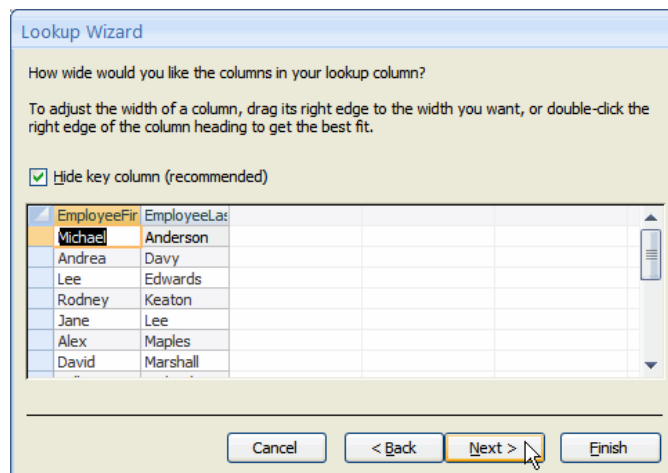 Lookup Wizard
How wide would you like the columns in your lookup column?
To adjust the width of a column, drag its right edge to the width you want, or double-click the
right edge of the column heading to get the best fit.
Hide key column (recommended)
EmployeeFir EmployeeLas
Michael Anderson
Andrea Davy
Lee Edwards
Rodney Keaton
Jane Lee
Alex Maples
David Marshall
Cancel < Back Next > Finish